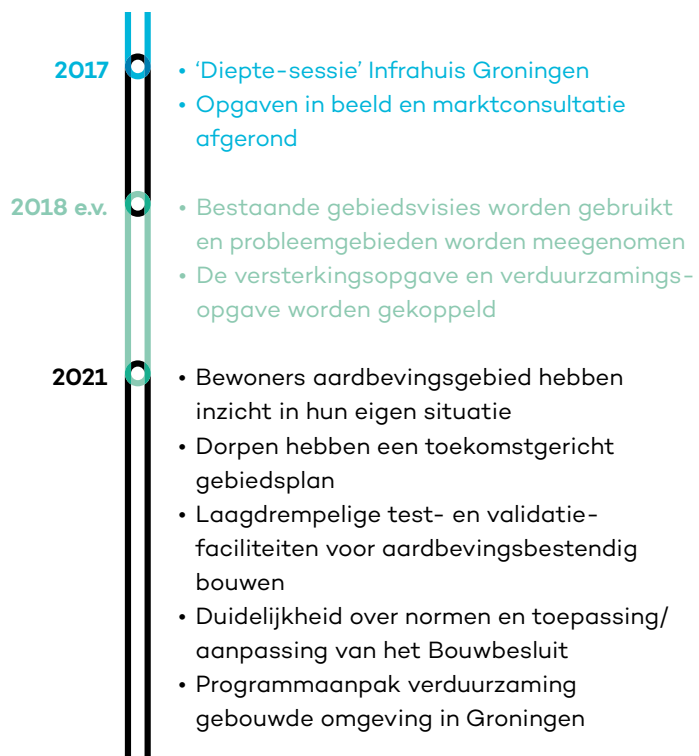 2017
• ‘Diepte-sessie’ Infrahuis Groningen
• Opgaven in beeld en marktconsultatie
afgerond
2018 e.v.
• Bestaande gebiedsvisies worden gebruikt
en probleemgebieden worden meegenomen
• De versterkingsopgave en verduurzamings-
opgave worden gekoppeld
2021
• Bewoners aardbevingsgebied hebben
inzicht in hun eigen situatie
• Dorpen hebben een toekomstgericht
gebiedsplan
• Laagdrempelige test- en validatie-
faciliteiten voor aardbevingsbestendig
bouwen
• Duidelijkheid over normen en toepassing/
aanpassing van het Bouwbesluit
• Programmaanpak verduurzaming
gebouwde omgeving in Groningen